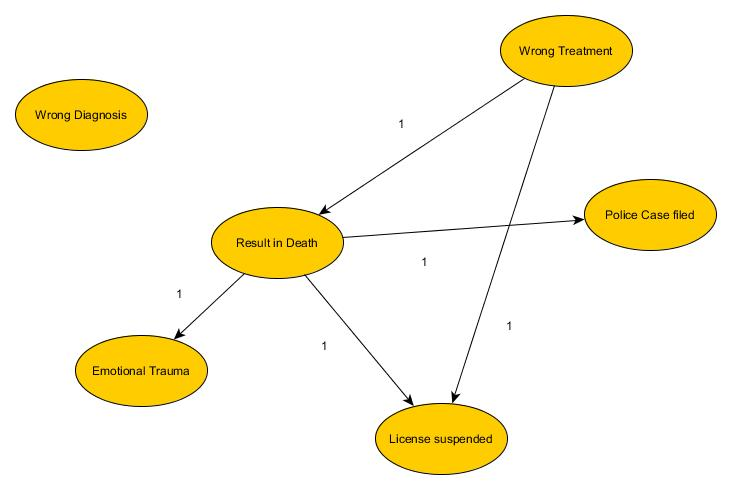 Wrong Treatment
Wrong Diagnosis
1
Police Case filed
Result in Death
1
1
1
1
Emotional Trauma
License suspended